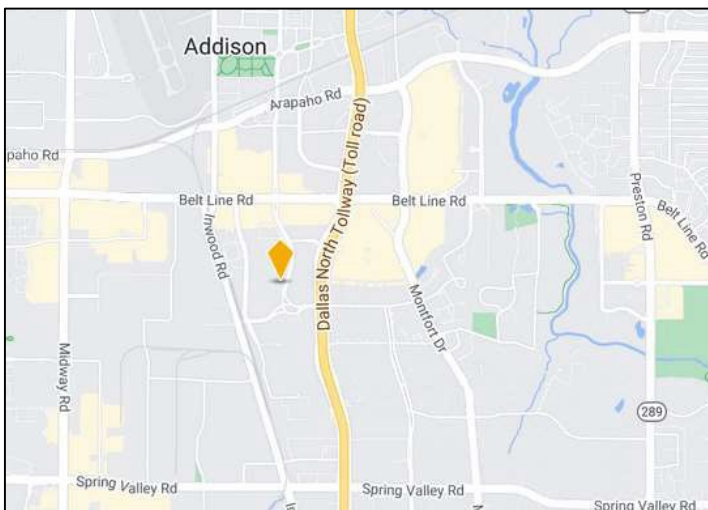 Addison
Arapaho Rd
paho Rd
Dallas North Tollway (Toll road)
Belt Line Rd
Belt Line Rd
Preston Rd
Belt Line Rd
Inwood Rd
Montfort Dr
Midway Rd
289
Spring Valley Rd
Spring Valley Rd
Spring Valley Rd